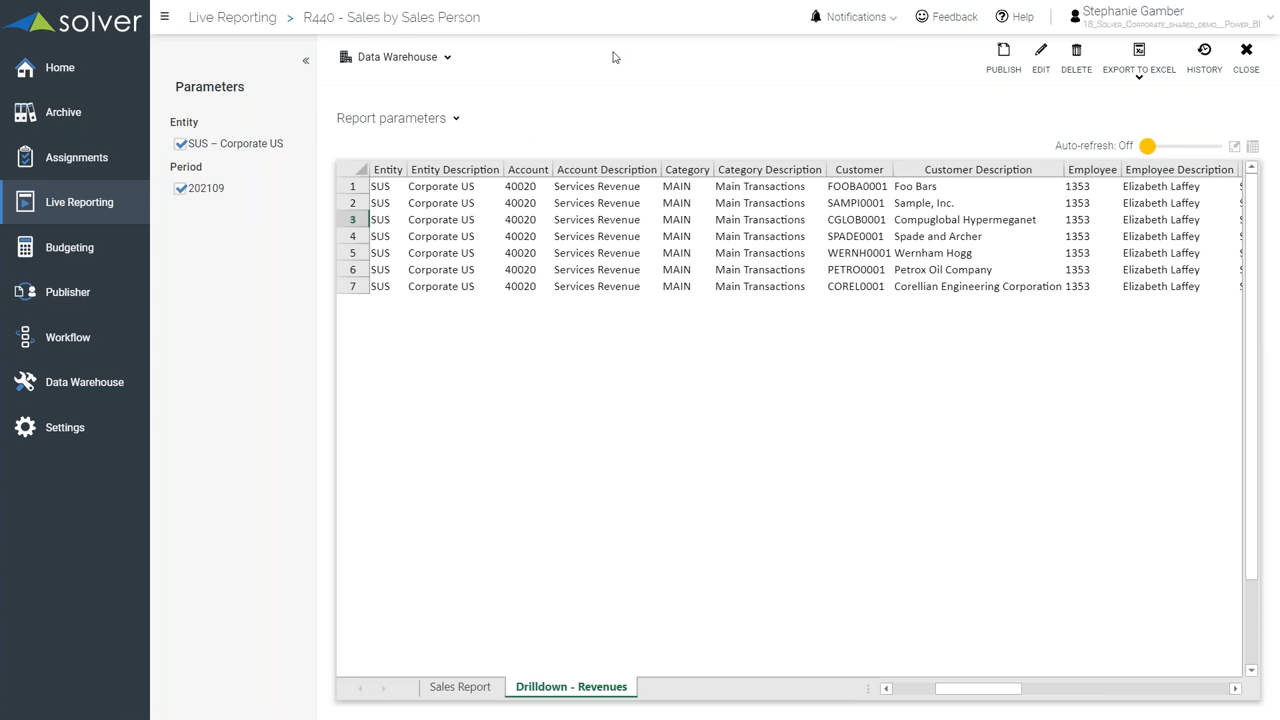 solver
Live Reporting > R440 - Sales by Sales Person
Notifications
Feedback
Help
Stephanie Gamber
18_Solver_Corporate_shared_demo__Power_BI
Home
Archive
Assignments
Live Reporting
Budgeting
Publisher
Workflow
Data Warehouse
Settings
«
Parameters
Entity
SUS – Corporate US
Period
202109
Data Warehouse
PUBLISH EDIT DELETE EXPORT TO EXCEL HISTORY CLOSE
Report parameters
Auto-refresh: Off
Entity Entity Description Account Account Description Category Category Description Customer Customer Description Employee Employee Description
1 SUS Corporate US 40020 Services Revenue MAIN Main Transactions FOOBA0001 Foo Bars 1353 Elizabeth Laffey
2 SUS Corporate US 40020 Services Revenue MAIN Main Transactions SAMPI0001 Sample, Inc. 1353 Elizabeth Laffey
3 SUS Corporate US 40020 Services Revenue MAIN Main Transactions CGLOB0001 Compuglobal Hypermeganet 1353 Elizabeth Laffey
4 SUS Corporate US 40020 Services Revenue MAIN Main Transactions SPADE0001 Spade and Archer 1353 Elizabeth Laffey
5 SUS Corporate US 40020 Services Revenue MAIN Main Transactions WERNH0001 Wernham Hogg 1353 Elizabeth Laffey
6 SUS Corporate US 40020 Services Revenue MAIN Main Transactions PETRO0001 Petrox Oil Company 1353 Elizabeth Laffey
7 SUS Corporate US 40020 Services Revenue MAIN Main Transactions COREL0001 Corellian Engineering Corporation 1353 Elizabeth Laffey
Sales Report Drilldown - Revenues